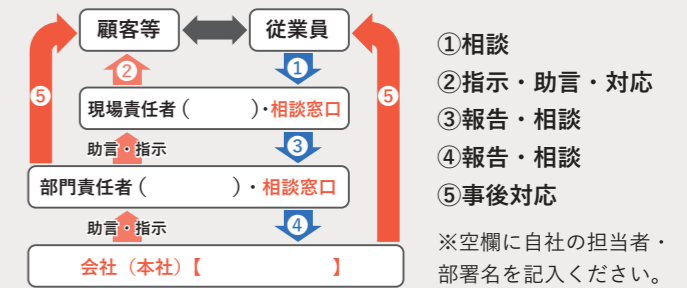 顧客等
従業員
②
①
⑤
⑤
現場責任者(　　　)・相談窓口
助言・指示
③
部門責任者(　　　　)・相談窓口
助言・指示
④
会社(本社)【　　　　　　】
①相談
②指示・助言・対応
③報告・相談
④報告・相談
⑤事後対応
※空欄に自社の担当者・
部署名を記入ください。